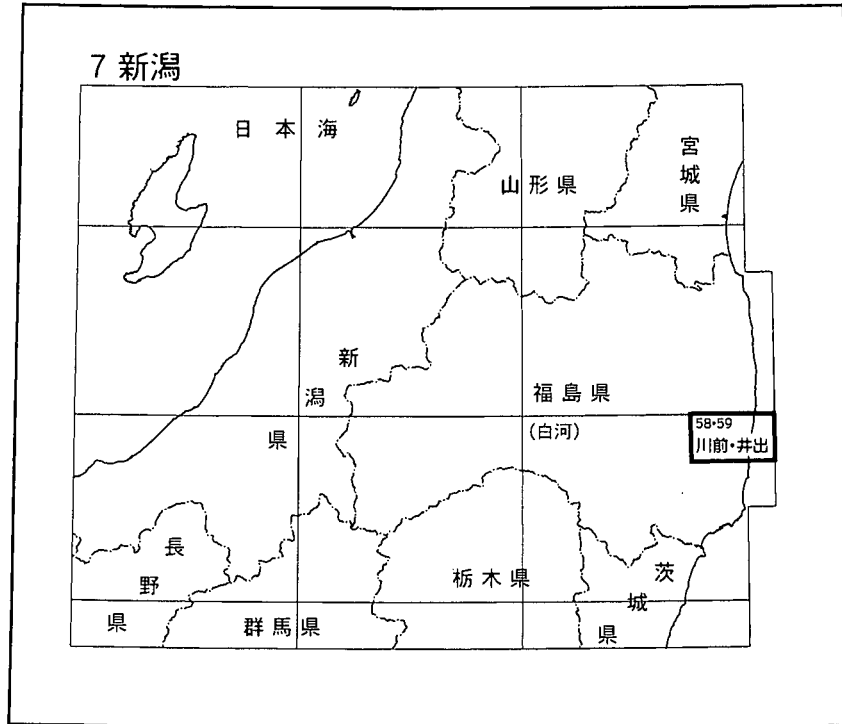 7 新潟
日本海
山形県
宮城県
新潟県
福島県
(白河)
58・59
川前・井出
長野県
群馬県
栃木県
茨城県